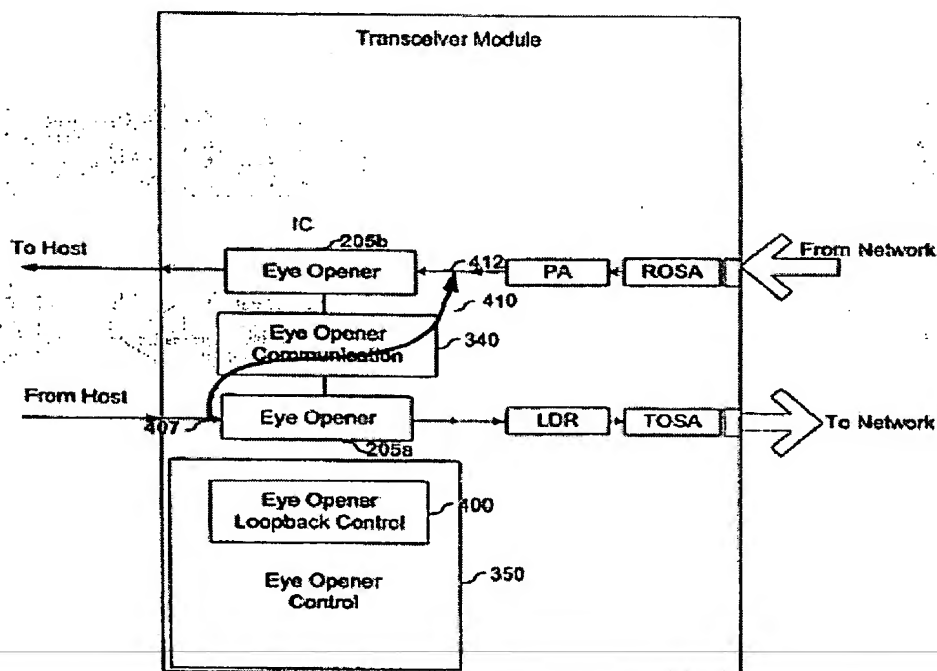 Transceiver Module
IC
To Host
205b
Eye Opener
412
PA
ROSA
From Network
410
Eye Opener
Communication
340
From Host
407
Eye Opener
LDR
TOSA
To Network
205a
Eye Opener
Loopback Control
400
Eye Opener
Control
350